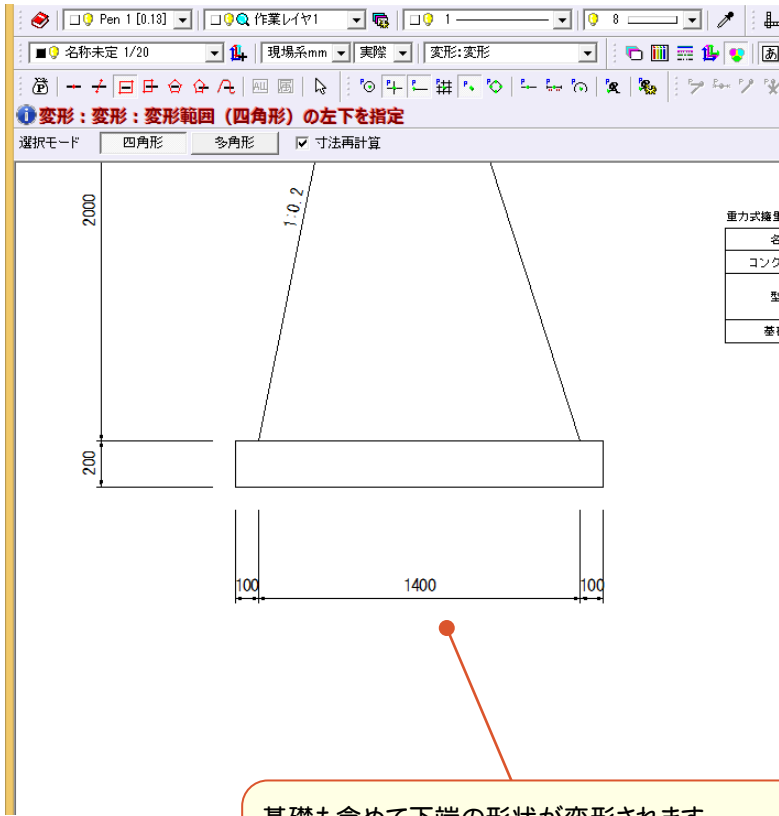 Pen 1 [0.13] 作業レイヤ1 1 8
名称未定 1/20 現場系mm 実際 変形:変形 あ
変形：変形：変形範囲（四角形）の左下を指定
選択モード 四角形 多角形 寸法再計算
2000
1:0.2
重力式擁
コンク
200
100 1400 100
基礎も含めて下端の形状が変形されます